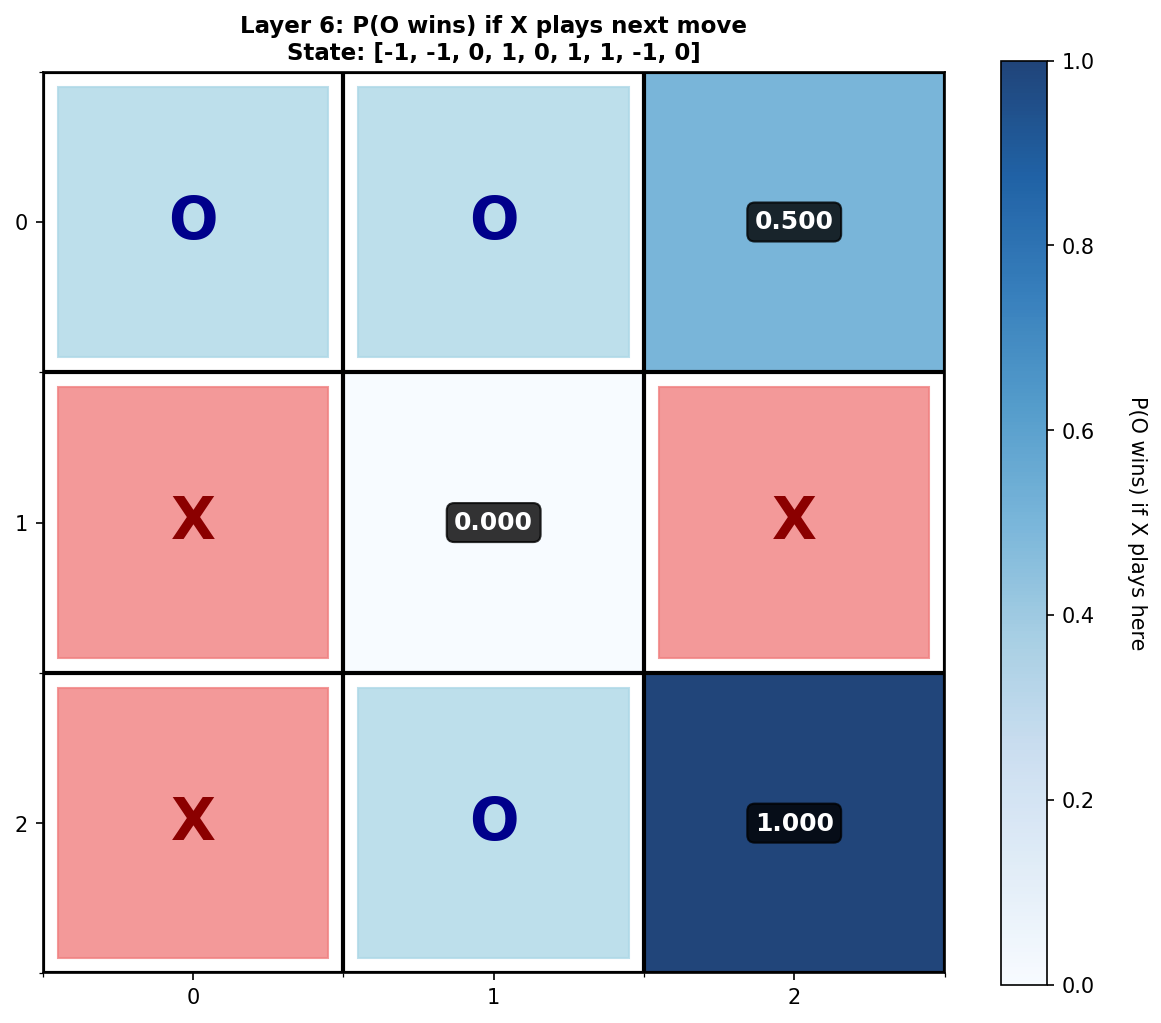 Layer 6: P(O wins) if X plays next move
State: [-1, -1, 0, 1, 0, 1, 1, -1, 0]
0
O
O
0.500
1
X
0.000
X
2
X
O
1.000
0
1
2
1.0
0.8
0.6
0.4
0.2
0.0
P(O wins) if X plays here